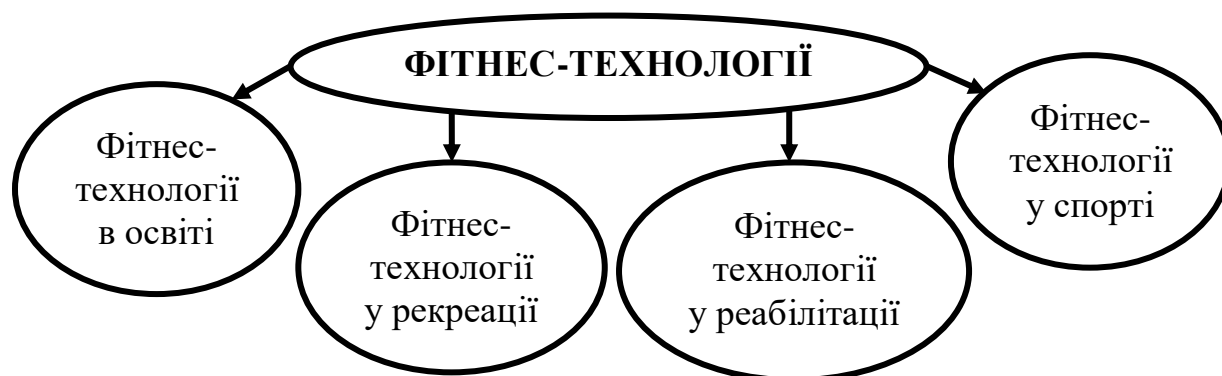 ФІТНЕС-ТЕХНОЛОГІЇ
Фітнес-
технології
в освіті
Фітнес-
технології
у рекреації
Фітнес-
технології
у реабілітації
Фітнес-
технології
у спорті